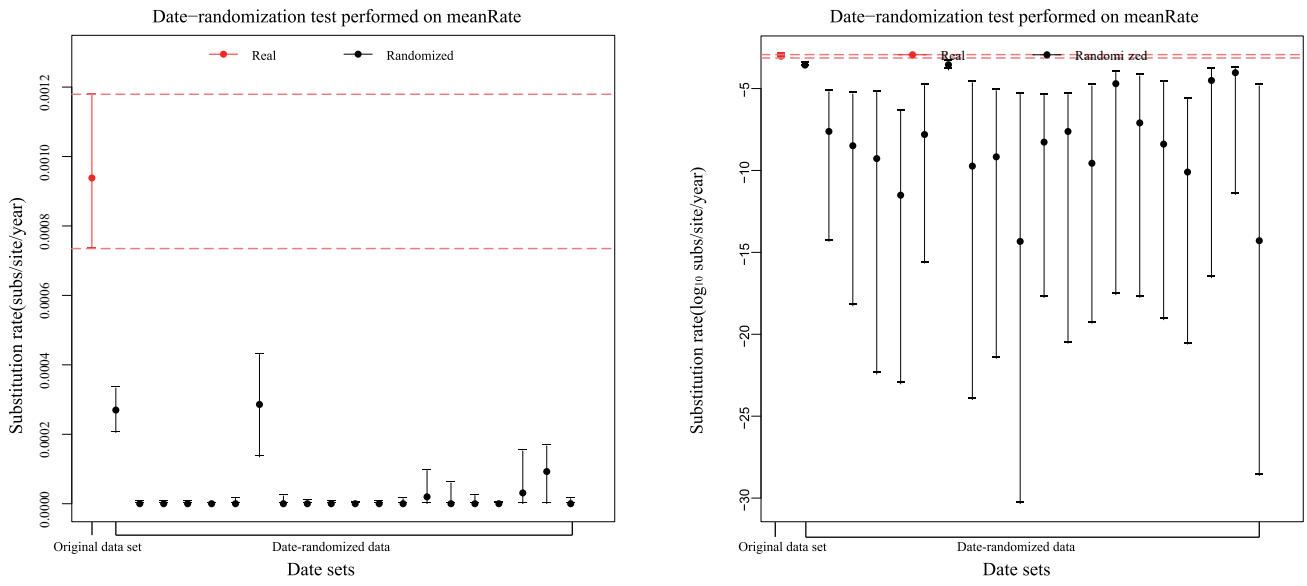 Date−randomization test performed on meanRate
Real
Randomized
Substitution rate(subs/site/year)
0.00012
0.00010
0.0008
0.0006
0.0004
0.0002
0.0000
Original data set
Date-randomized data
Date sets
Date−randomization test performed on meanRate
Real
Randomi zed
Substitution rate(log₁₀ subs/site/year)
−5
−10
−15
−20
−25
−30
Original data set
Date-randomized data
Date sets